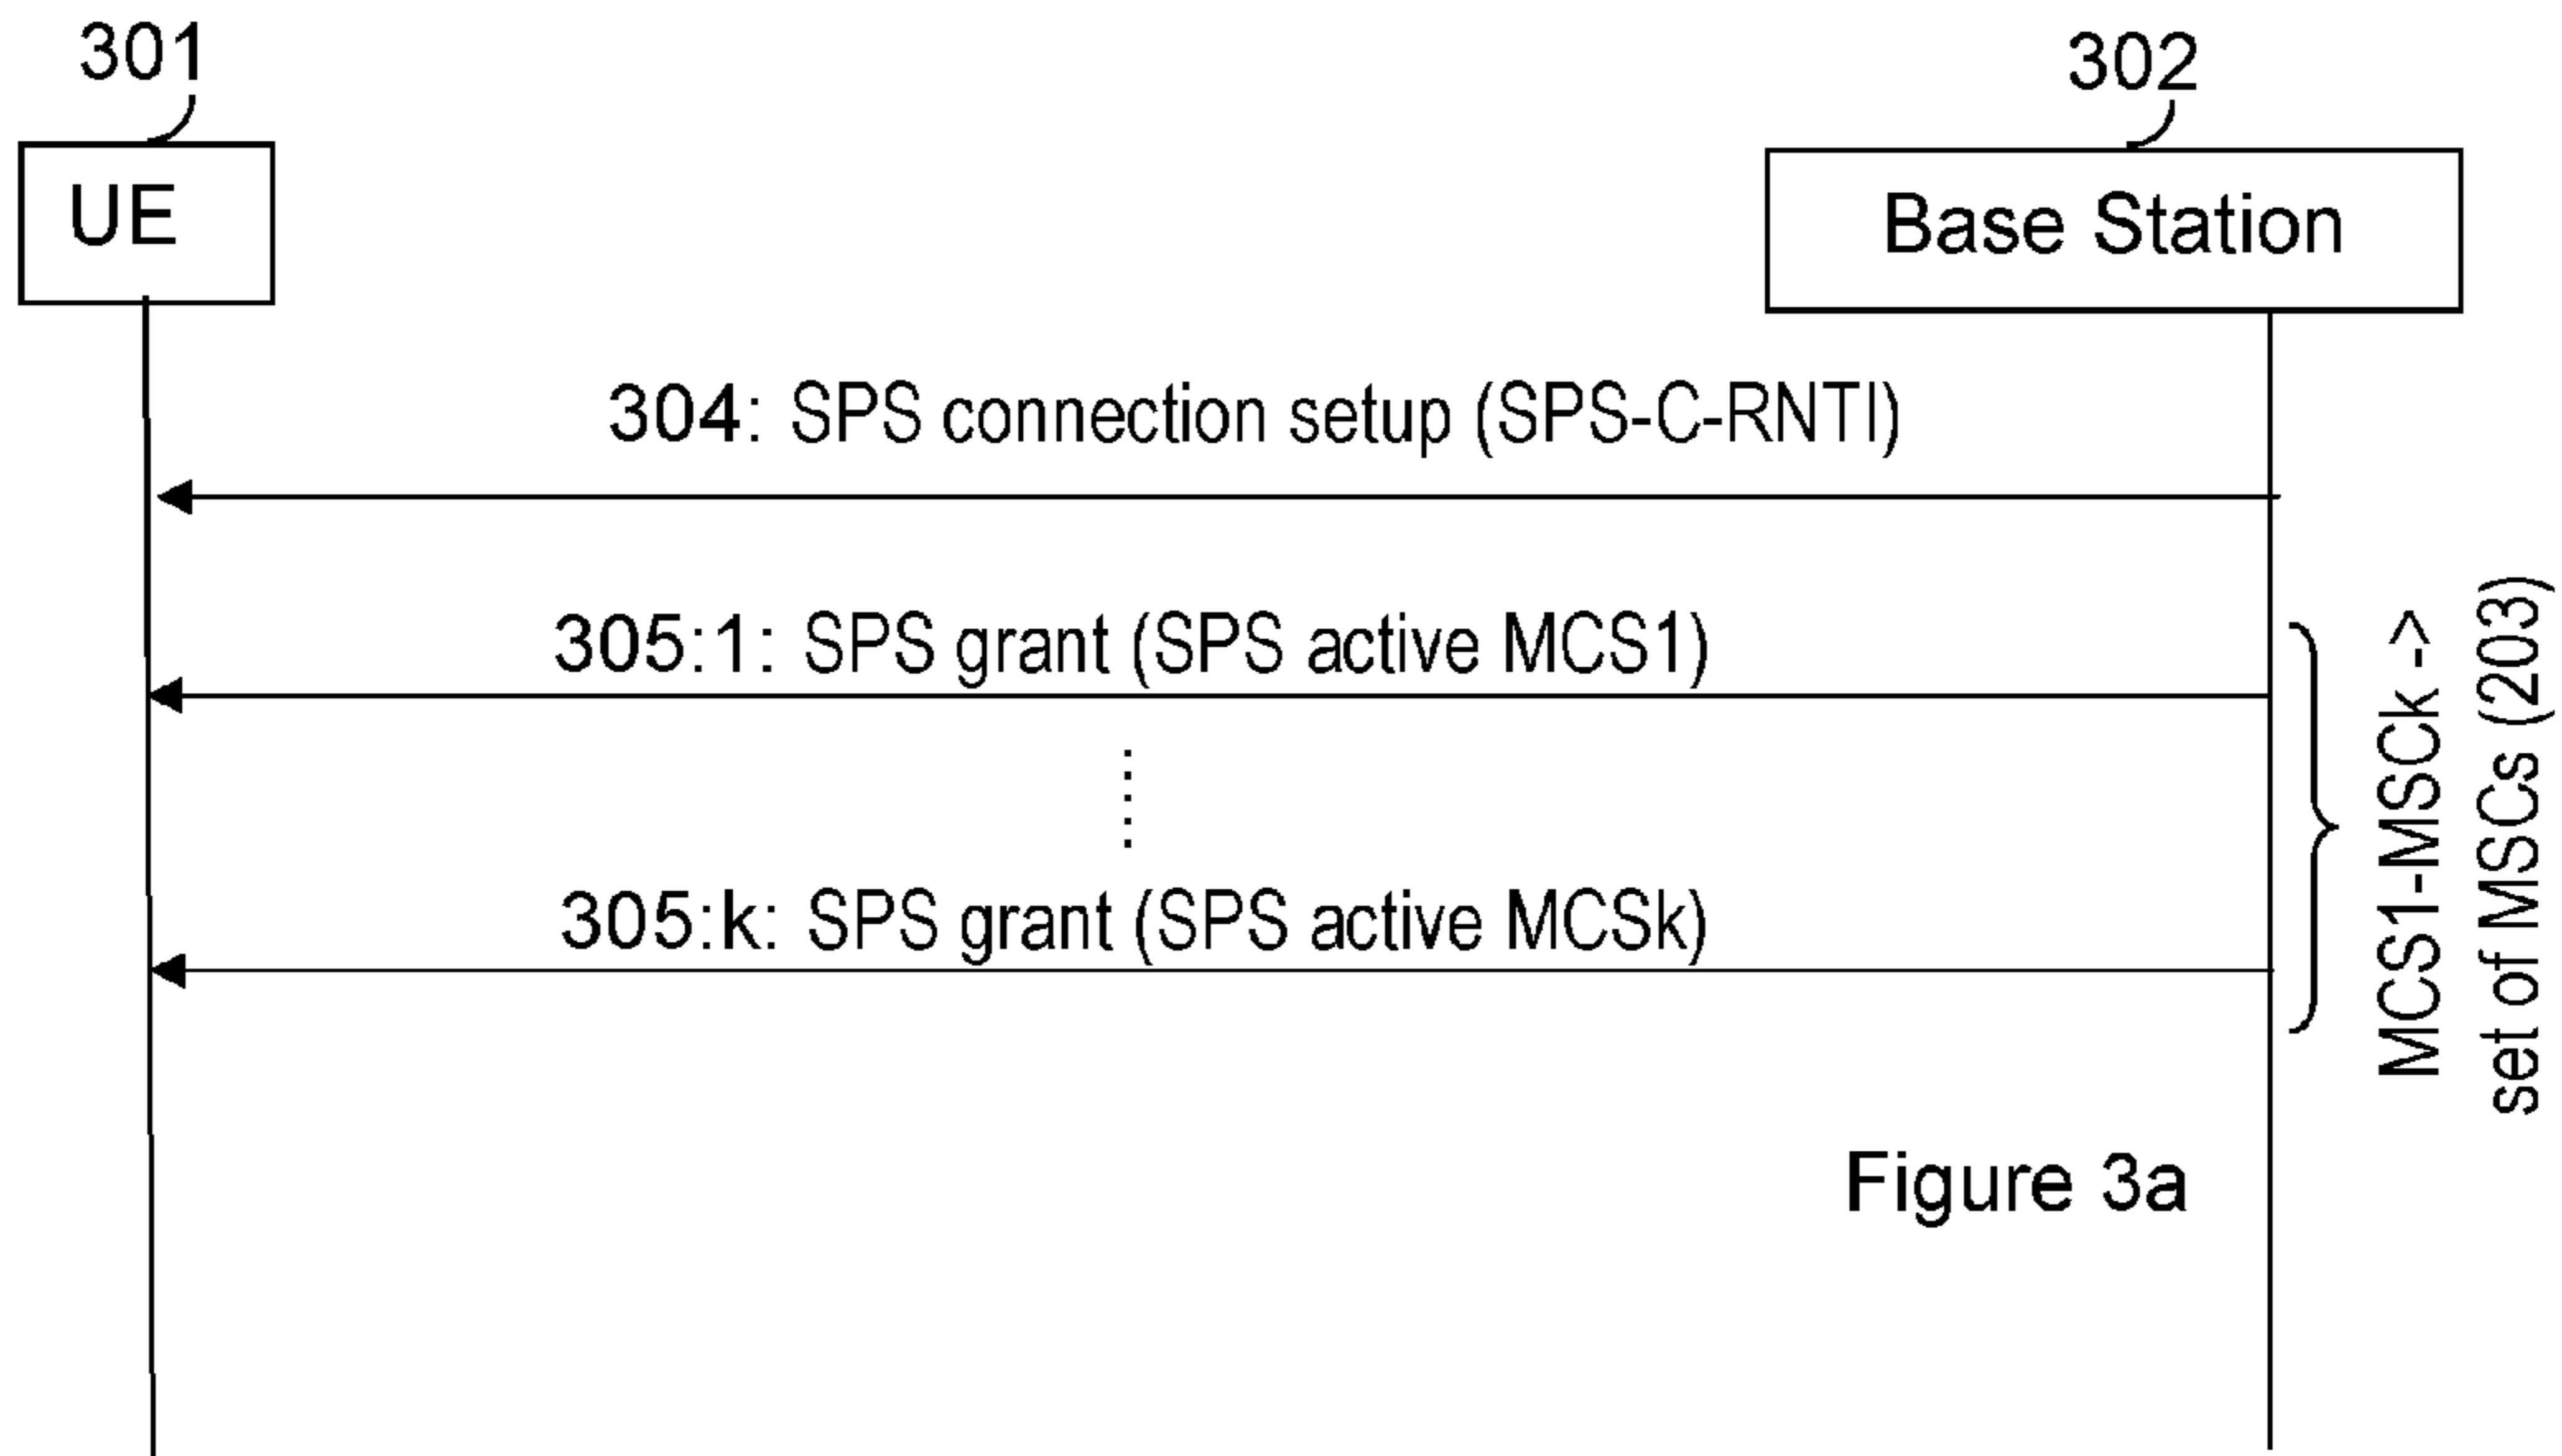 301
302
UE
Base Station
304: SPS connection setup (SPS-C-RNTI)
305:1: SPS grant (SPS active MCS1)
305:k: SPS grant (SPS active MCSk)
MCS1-MSCk ->
set of MSCs (203)
Figure 3a